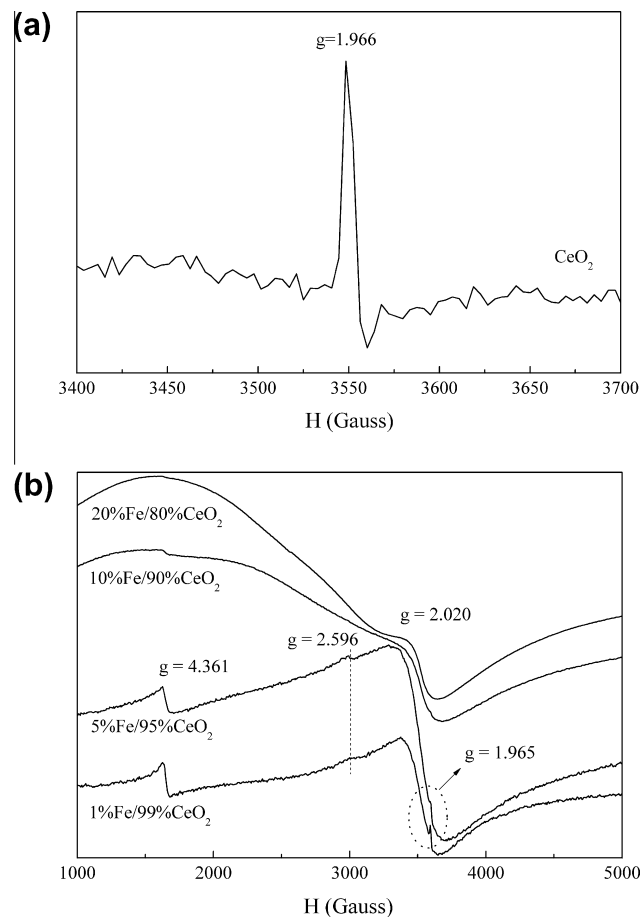 (a)
g=1.966
CeO₂
3400 3450 3500 3550 3600 3650 3700
H (Gauss)
(b)
20%Fe/80%CeO₂
10%Fe/90%CeO₂
g = 2.020
g = 2.596
g = 4.361
5%Fe/95%CeO₂
g = 1.965
1%Fe/99%CeO₂
1000 2000 3000 4000 5000
H (Gauss)